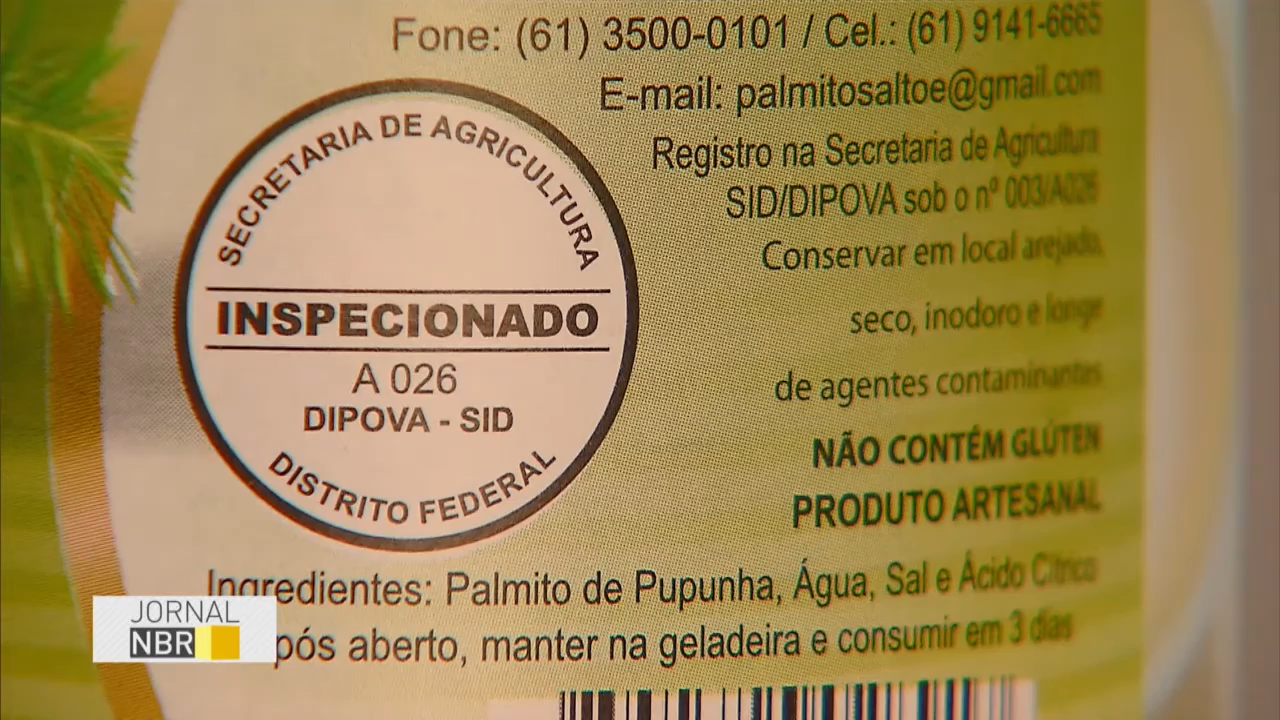 Fone: (61) 3500-0101 / Cel.: (61) 9141-6665
E-mail: palmitosaltoe@gmail.com
Registro na Secretaria de Agricultura
SID/DIPOVA sob o nº 003/A026
Conservar em local arejado,
seco, inodoro e longe
de agentes contaminantes
NÃO CONTÉM GLÚTEN
PRODUTO ARTESANAL
SECRETARIA DE AGRICULTURA
INSPECIONADO
A 026
DIPOVA - SID
DISTRITO FEDERAL
Ingredientes: Palmito de Pupunha, Água, Sal e Ácido Cítrico
pós aberto, manter na geladeira e consumir em 3 dias
JORNAL
NBR